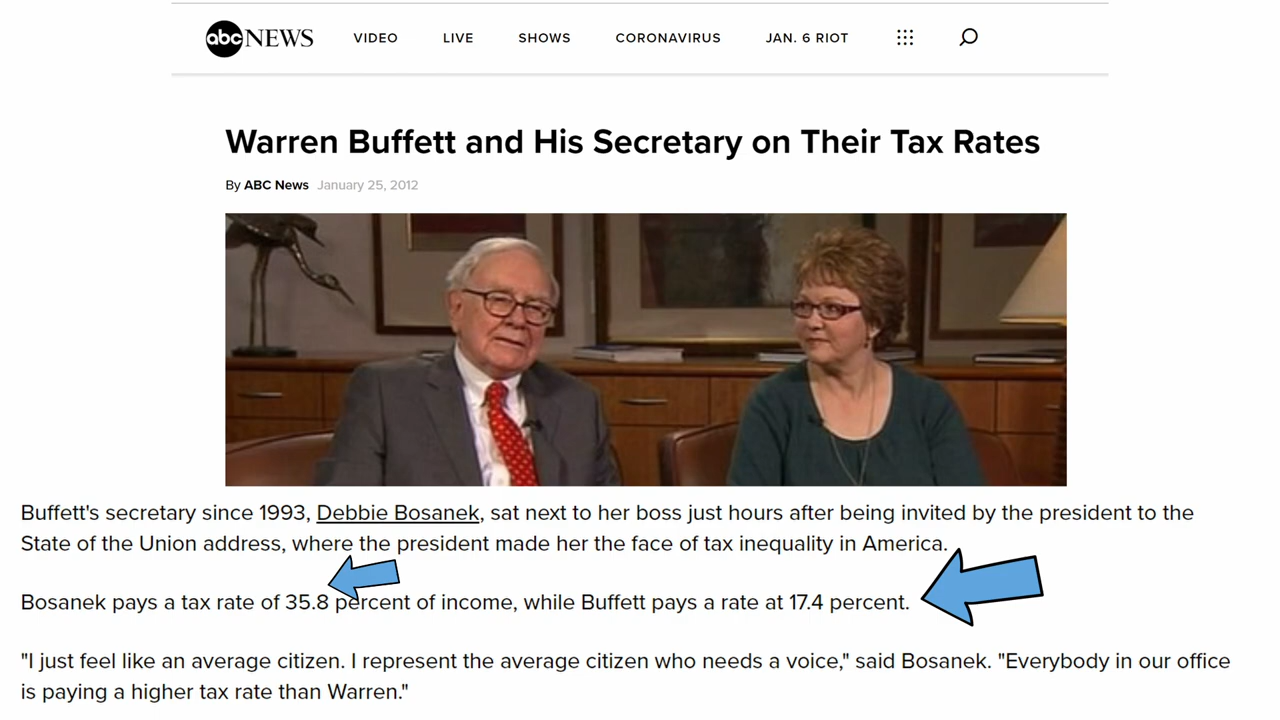 abc NEWS VIDEO LIVE SHOWS CORONAVIRUS JAN. 6 RIOT
Warren Buffett and His Secretary on Their Tax Rates
By ABC News January 25, 2012
Buffett's secretary since 1993, Debbie Bosanek, sat next to her boss just hours after being invited by the president to the
State of the Union address, where the president made her the face of tax inequality in America.
Bosanek pays a tax rate of 35.8 percent of income, while Buffett pays a rate at 17.4 percent.
"I just feel like an average citizen. I represent the average citizen who needs a voice," said Bosanek. "Everybody in our office
is paying a higher tax rate than Warren."